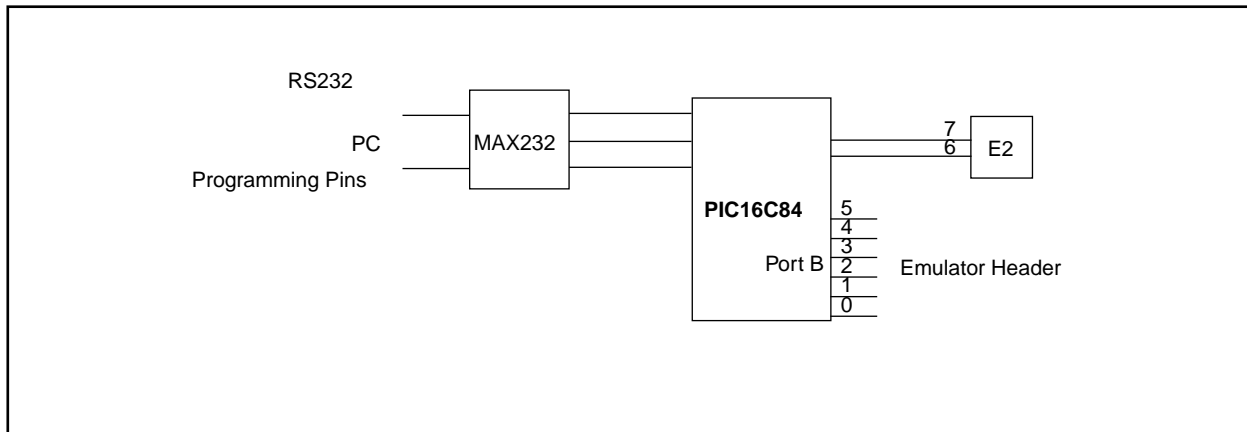 RS232
PC
Programming Pins
MAX232
PIC16C84
Port B
7
6
E2
5
4
3
2
1
0
Emulator Header